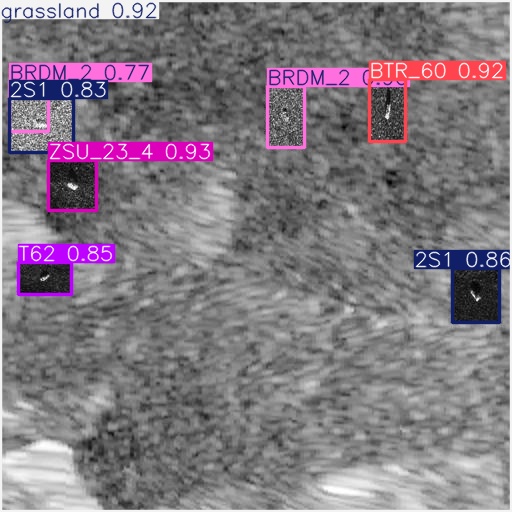 grassland 0.92
BRDM_2 0.77
BRDM_2
BTR_60 0.92
2S1 0.83
ZSU_23_4 0.93
T62 0.85
2S1 0.86